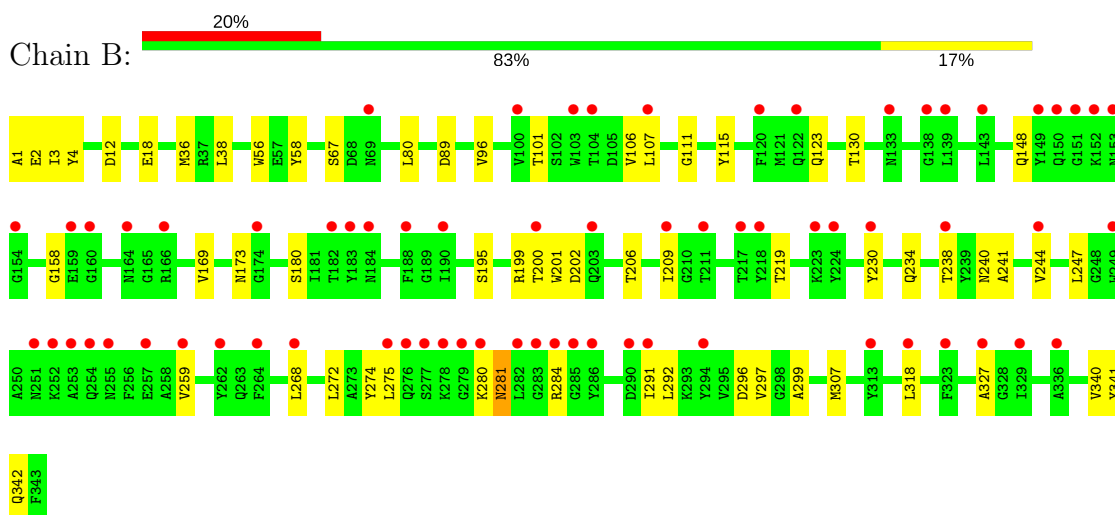 20%
Chain B:
83% 17%
A1 E2 I3 Y4 D12 E18 M36 R37 L38 W56 E57 Y58 S67 D68 N69 L80 D89 V96 V100 T101 S102 W103 T104 D105 V106 L107 G111 Y115 F120 M121 Q122 Q123 T130 N133 G138 L139 L143 Q148 Y149 Q150 G151 K152 N153
G154 G158 E159 G160 N164 G165 R166 V169 N173 G174 S180 I181 T182 Y183 N184 F188 G189 I190 S195 R199 T200 W201 D202 Q203 T206 I209 G210 T211 T217 Y218 T219 K223 Y224 Y230 Q234 T238 Y239 N240 A241 V244 L247 G248 W249
A250 N251 K252 A253 Q254 N255 F256 E257 A258 V259 Y262 Q263 F264 L268 L272 A273 Y274 L275 Q276 S277 K278 G279 K280 N281 L282 G283 R284 G285 Y286 D290 I291 L292 K293 Y294 V295 D296 V297 G298 A299 M307 Y313 L318 F323 A327 G328 I329 A336 V340 Y341
Q342 F343